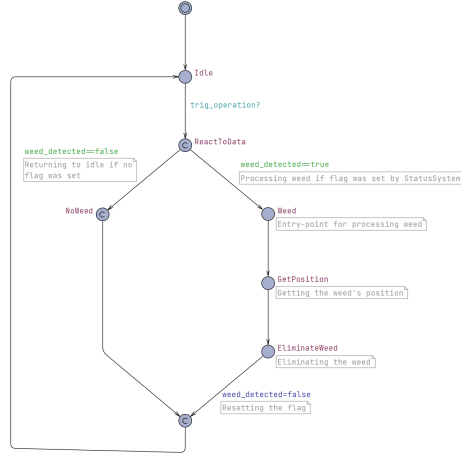 Idle
trig_operation?
C
ReactToData
weed_detected==false
Returning to idle if no
flag was set
weed_detected==true
Processing weed if flag was set by StatusSystem
NoWeed
C
Weed
Entry-point for processing weed
GetPosition
Getting the weed's position
EliminateWeed
Eliminating the weed
weed_detected=false
Resetting the flag
C